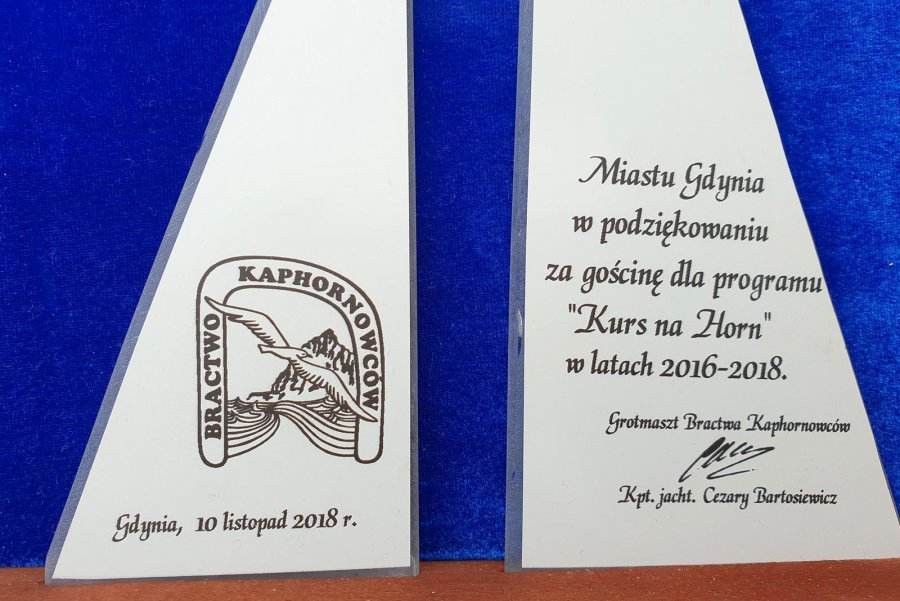 BRACTWO
KAPHORNOWCÓW
Gdynia, 10 listopad 2018 r.
Miastu Gdynia
w podziękowaniu
za gościnę dla programu
"Kurs na Horn"
w latach 2016-2018.
Grotmaszt Bractwa Kaphornowców
Kpt. jacht. Cezary Bartosiewicz